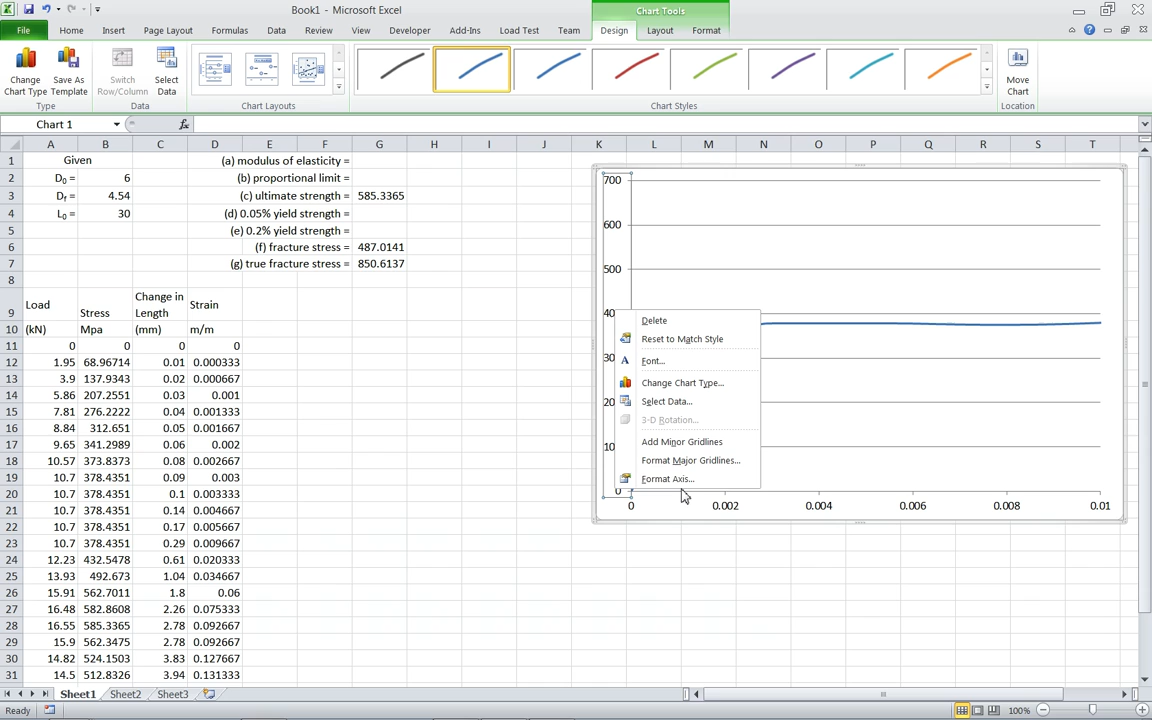 Book1 - Microsoft Excel
Chart Tools
File Home Insert Page Layout Formulas Data Review View Developer Add-Ins Load Test Team Design Layout Format
Change Chart Type
Save As Template
Switch Row/Column
Select Data
Move Chart
Type Data Chart Layouts Chart Styles Location
Chart 1 fx
A B C D E F G H I J K L M N O P Q R S T
1 Given (a) modulus of elasticity =
2 D0 = 6 (b) proportional limit =
3 Df = 4.54 (c) ultimate strength = 585.3365
4 L0 = 30 (d) 0.05% yield strength =
5 (e) 0.2% yield strength =
6 (f) fracture stress = 487.0141
7 (g) true fracture stress = 850.6137
8
9 Load Stress Change in Length Strain
10 (kN) Mpa (mm) m/m
11 0 0 0 0
12 1.95 68.96714 0.01 0.000333
13 3.9 137.9343 0.02 0.000667
14 5.86 207.2551 0.03 0.001
15 7.81 276.2222 0.04 0.001333
16 8.84 312.651 0.05 0.001667
17 9.65 341.2989 0.06 0.002
18 10.57 373.8373 0.08 0.002667
19 10.7 378.4351 0.09 0.003
20 10.7 378.4351 0.1 0.003333
21 10.7 378.4351 0.14 0.004667
22 10.7 378.4351 0.17 0.005667
23 10.7 378.4351 0.29 0.009667
24 12.23 432.5478 0.61 0.020333
25 13.93 492.673 1.04 0.034667
26 15.91 562.7011 1.8 0.06
27 16.48 582.8608 2.26 0.075333
28 16.55 585.3365 2.78 0.092667
29 15.9 562.3475 2.78 0.092667
30 14.82 524.1503 3.83 0.127667
31 14.5 512.8326 3.94 0.131333
700
600
500
40
30
20
10
0
0 0.002 0.004 0.006 0.008 0.01
Delete
Reset to Match Style
Font...
Change Chart Type...
Select Data...
3-D Rotation...
Add Minor Gridlines
Format Major Gridlines...
Format Axis...
Sheet1 Sheet2 Sheet3
Ready 100%